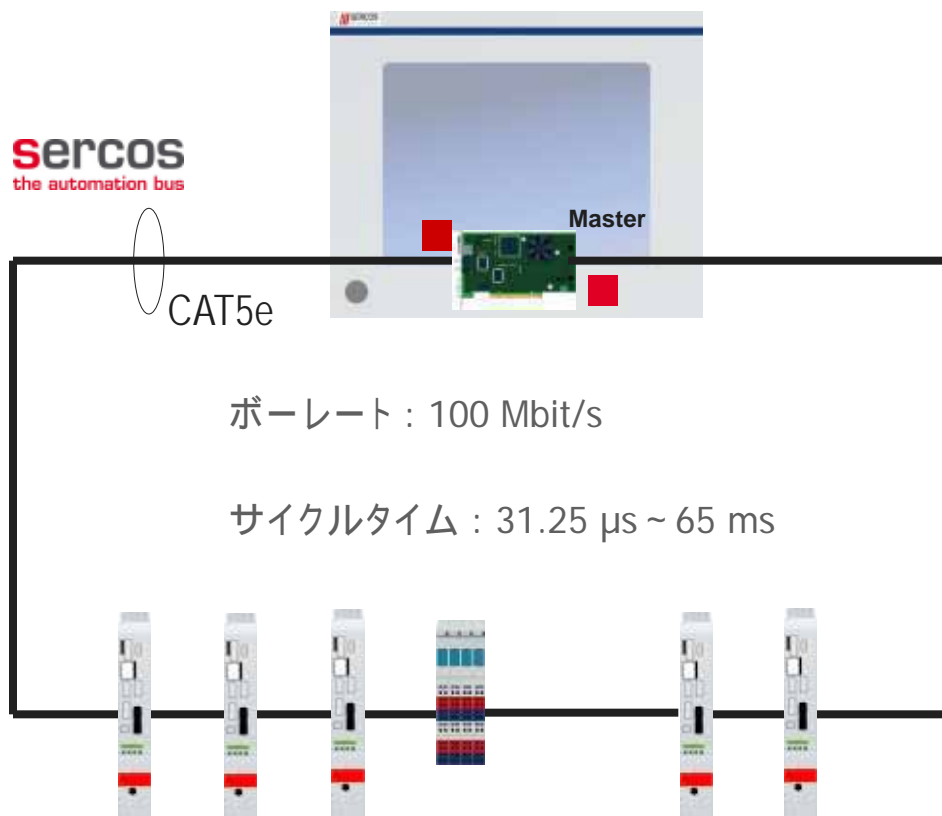 SERCOS
sercos
the automation bus
Master
CAT5e
ボーレート : 100 Mbit/s
サイクルタイム : 31.25 µs ~ 65 ms